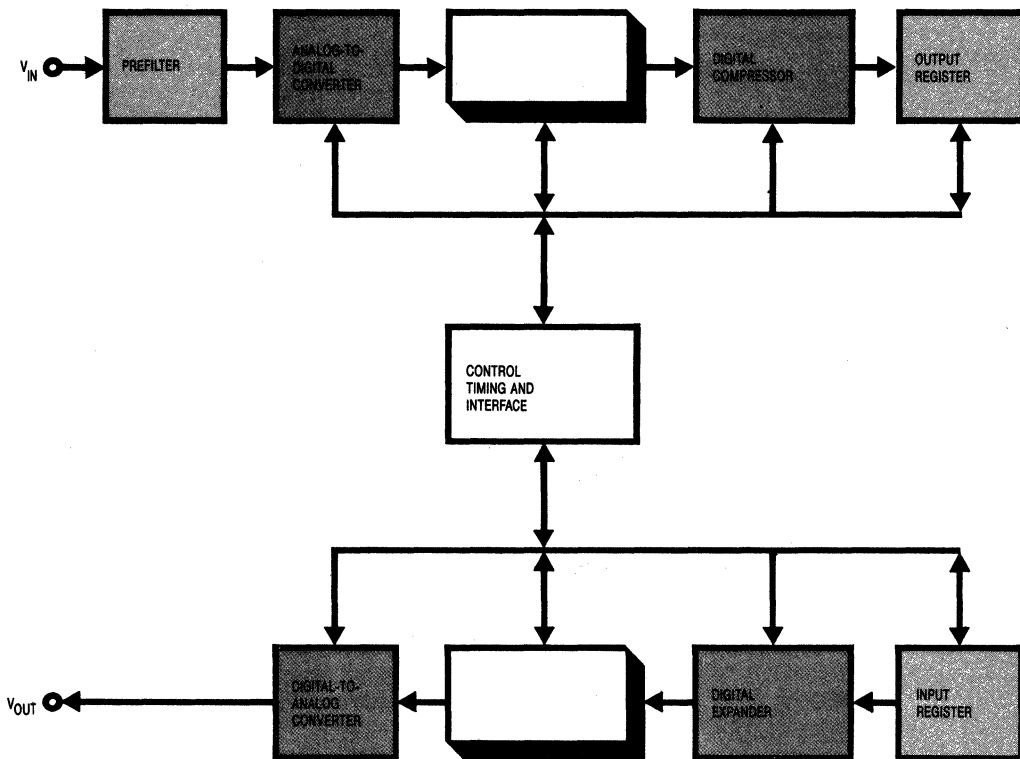 V_IN
PREFILTER
ANALOG-TO-
DIGITAL
CONVERTER
DIGITAL
COMPRESSOR
OUTPUT
REGISTER
CONTROL
TIMING AND
INTERFACE
V_OUT
DIGITAL-TO-
ANALOG
CONVERTER
DIGITAL
EXPANDER
INPUT
REGISTER